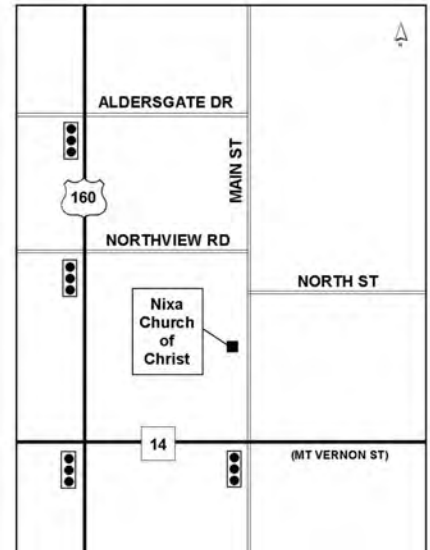 N
ALDERSGATE DR
MAIN ST
160
NORTHVIEW RD
NORTH ST
Nixa
Church
of
Christ
14
(MT VERNON ST)